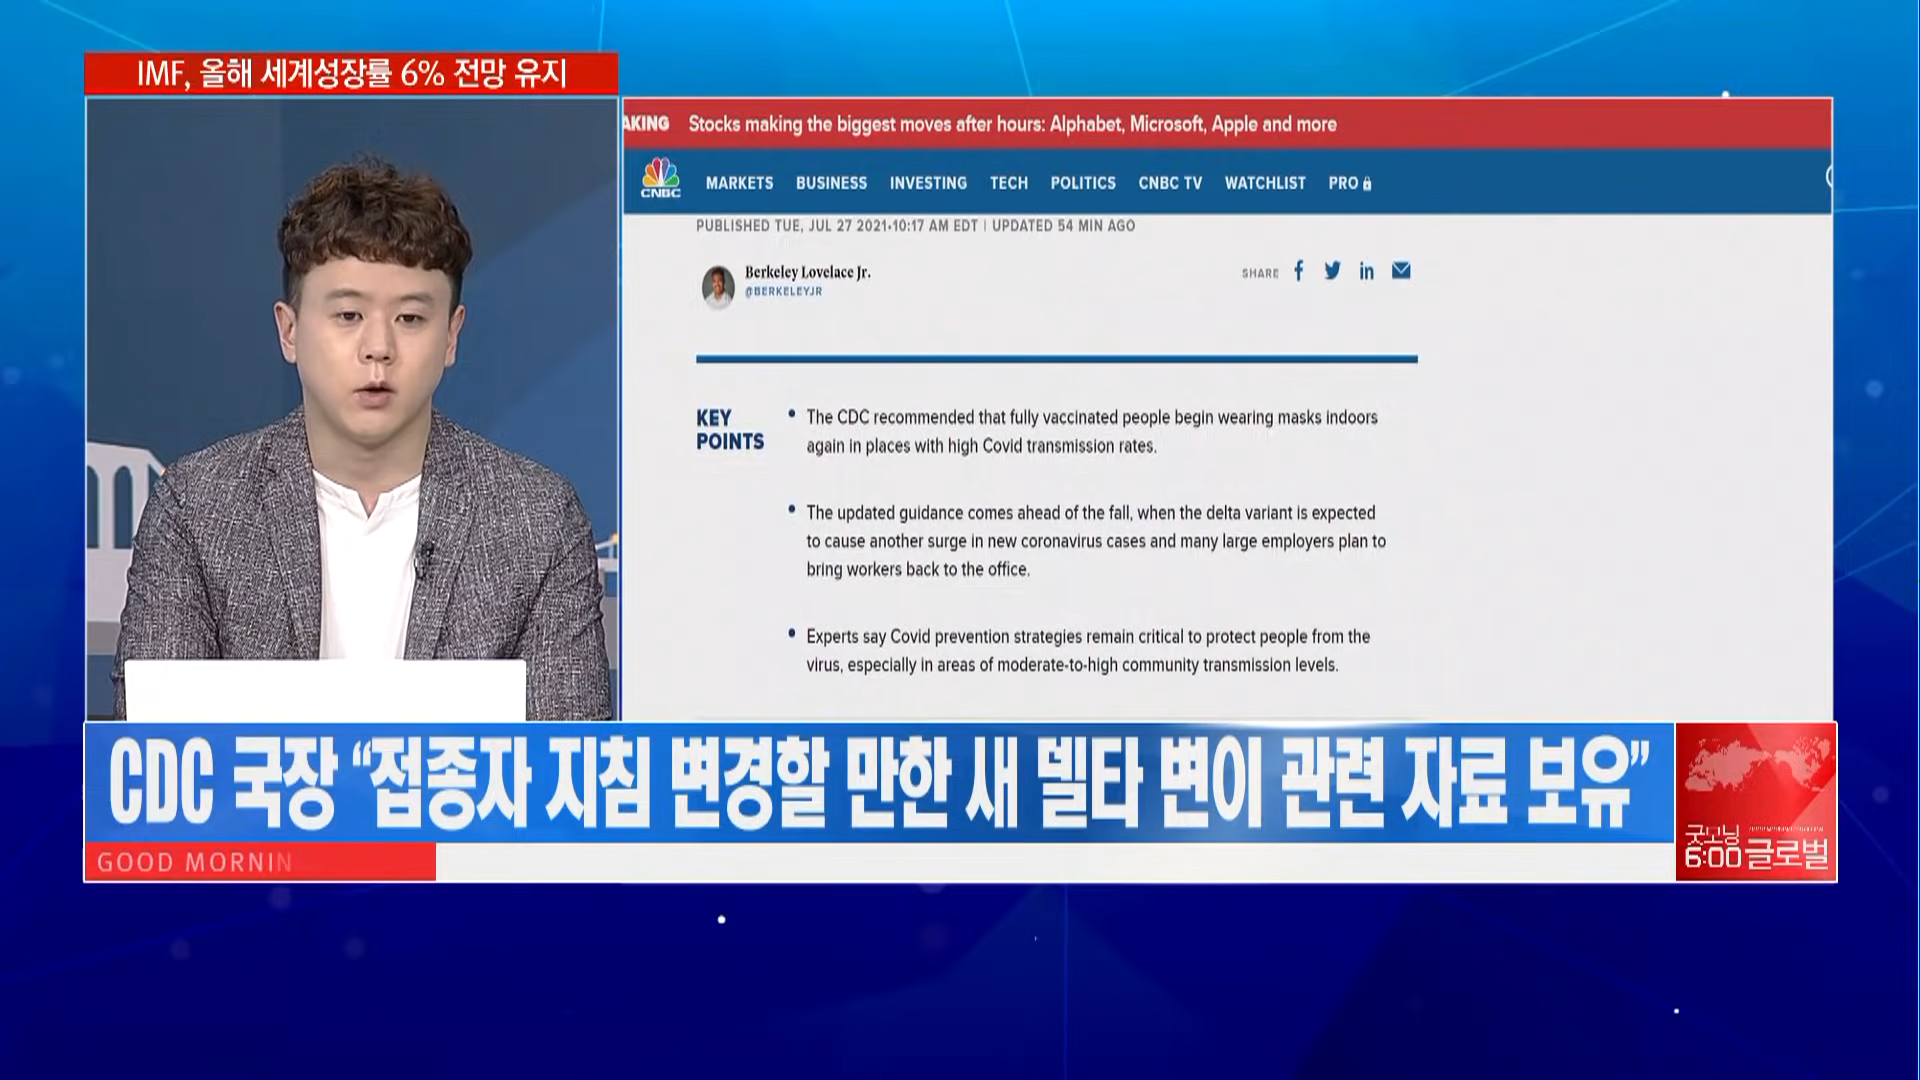 IMF, 올해 세계성장률 6% 전망 유지
AKING Stocks making the biggest moves after hours: Alphabet, Microsoft, Apple and more
CNBC MARKETS BUSINESS INVESTING TECH POLITICS CNBC TV WATCHLIST PRO
PUBLISHED TUE, JUL 27 2021•10:17 AM EDT | UPDATED 54 MIN AGO
Berkeley Lovelace Jr.
@BERKELEYJR
SHARE
KEY
POINTS
• The CDC recommended that fully vaccinated people begin wearing masks indoors
again in places with high Covid transmission rates.
• The updated guidance comes ahead of the fall, when the delta variant is expected
to cause another surge in new coronavirus cases and many large employers plan to
bring workers back to the office.
• Experts say Covid prevention strategies remain critical to protect people from the
virus, especially in areas of moderate-to-high community transmission levels.
CDC 국장 “접종자 지침 변경할 만한 새 델타 변이 관련 자료 보유”
GOOD MORNIN
굿모닝
6:00 글로벌